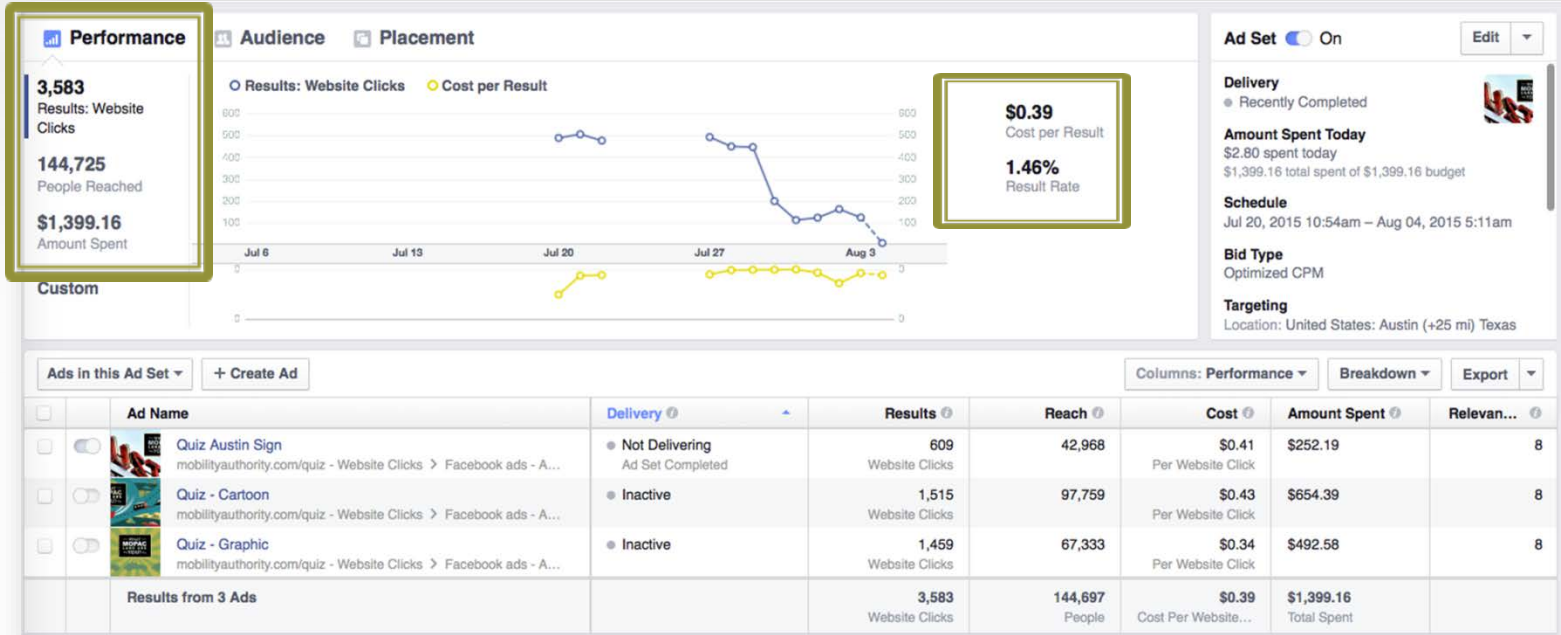 Performance
Audience
Placement
3,583
Results: Website
Clicks
144,725
People Reached
$1,399.16
Amount Spent
Custom
Results: Website Clicks
Cost per Result
600
500
400
300
200
100
600
500
400
300
200
100
Jul 6
Jul 13
Jul 20
Jul 27
Aug 3
0
0
0
0
$0.39
Cost per Result
1.46%
Result Rate
Ad Set On
Edit
Delivery
Recently Completed
Amount Spent Today
$2.80 spent today
$1,399.16 total spent of $1,399.16 budget
Schedule
Jul 20, 2015 10:54am – Aug 04, 2015 5:11am
Bid Type
Optimized CPM
Targeting
Location: United States: Austin (+25 mi) Texas
Ads in this Ad Set
+ Create Ad
Columns: Performance
Breakdown
Export
Ad Name Delivery Results Reach Cost Amount Spent Relevan...
Quiz Austin Sign Not Delivering 609 42,968 $0.41 $252.19 8
mobilityauthority.com/quiz - Website Clicks > Facebook ads - A... Ad Set Completed Website Clicks Per Website Click
Quiz - Cartoon Inactive 1,515 97,759 $0.43 $654.39 8
mobilityauthority.com/quiz - Website Clicks > Facebook ads - A... Website Clicks Per Website Click
MOPAC
Quiz - Graphic Inactive 1,459 67,333 $0.34 $492.58 8
mobilityauthority.com/quiz - Website Clicks > Facebook ads - A... Website Clicks Per Website Click
Results from 3 Ads 3,583 144,697 $0.39 $1,399.16
Website Clicks People Cost Per Website... Total Spent